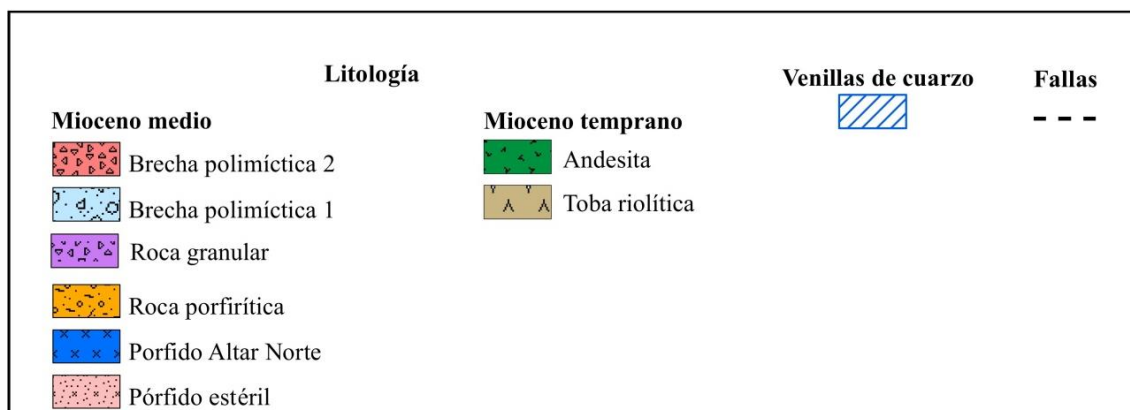 Litología
Venillas de cuarzo
Fallas
Mioceno medio
Brecha polimíctica 2
Brecha polimíctica 1
Roca granular
Roca porfirítica
Porfido Altar Norte
Pórfido estéril
Mioceno temprano
Andesita
Toba riolítica